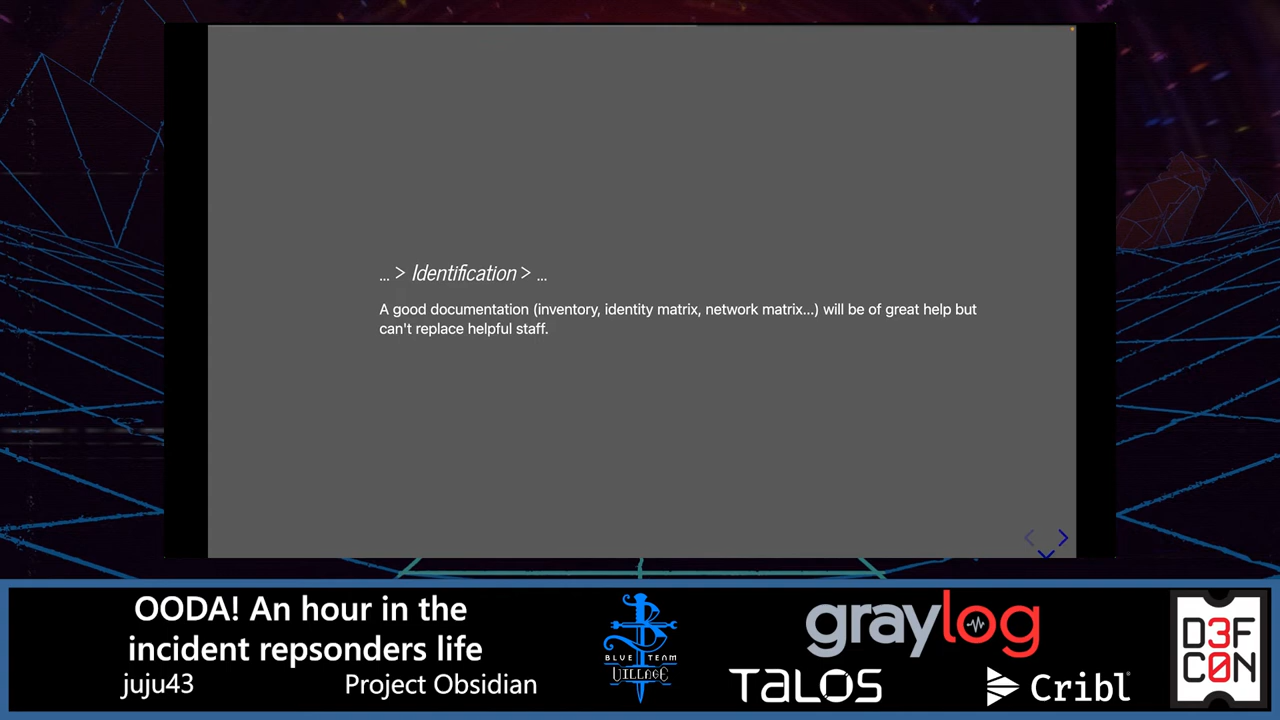 ... > Identification > ...
A good documentation (inventory, identity matrix, network matrix...) will be of great help but
can't replace helpful staff.
OODA! An hour in the
incident repsonders life
juju43
Project Obsidian
BLUE TEAM
VILLAGE
graylog
TALOS
Cribl
D3F
C0N